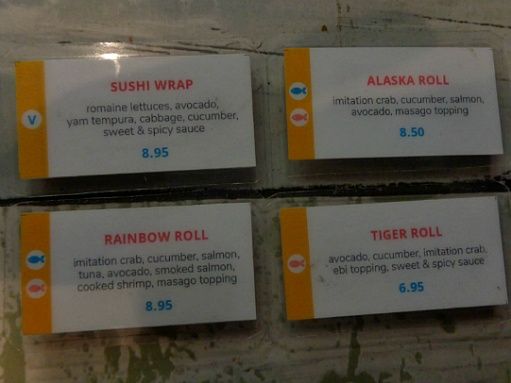 SUSHI WRAP
romaine lettuces, avocado,
yam tempura, cabbage, cucumber,
sweet & spicy sauce
8.95
V
ALASKA ROLL
imitation crab, cucumber, salmon,
avocado, masago topping
8.50
RAINBOW ROLL
imitation crab, cucumber, salmon,
tuna, avocado, smoked salmon,
cooked shrimp, masago topping
8.95
TIGER ROLL
avocado, cucumber, imitation crab,
ebi topping, sweet & spicy sauce
6.95